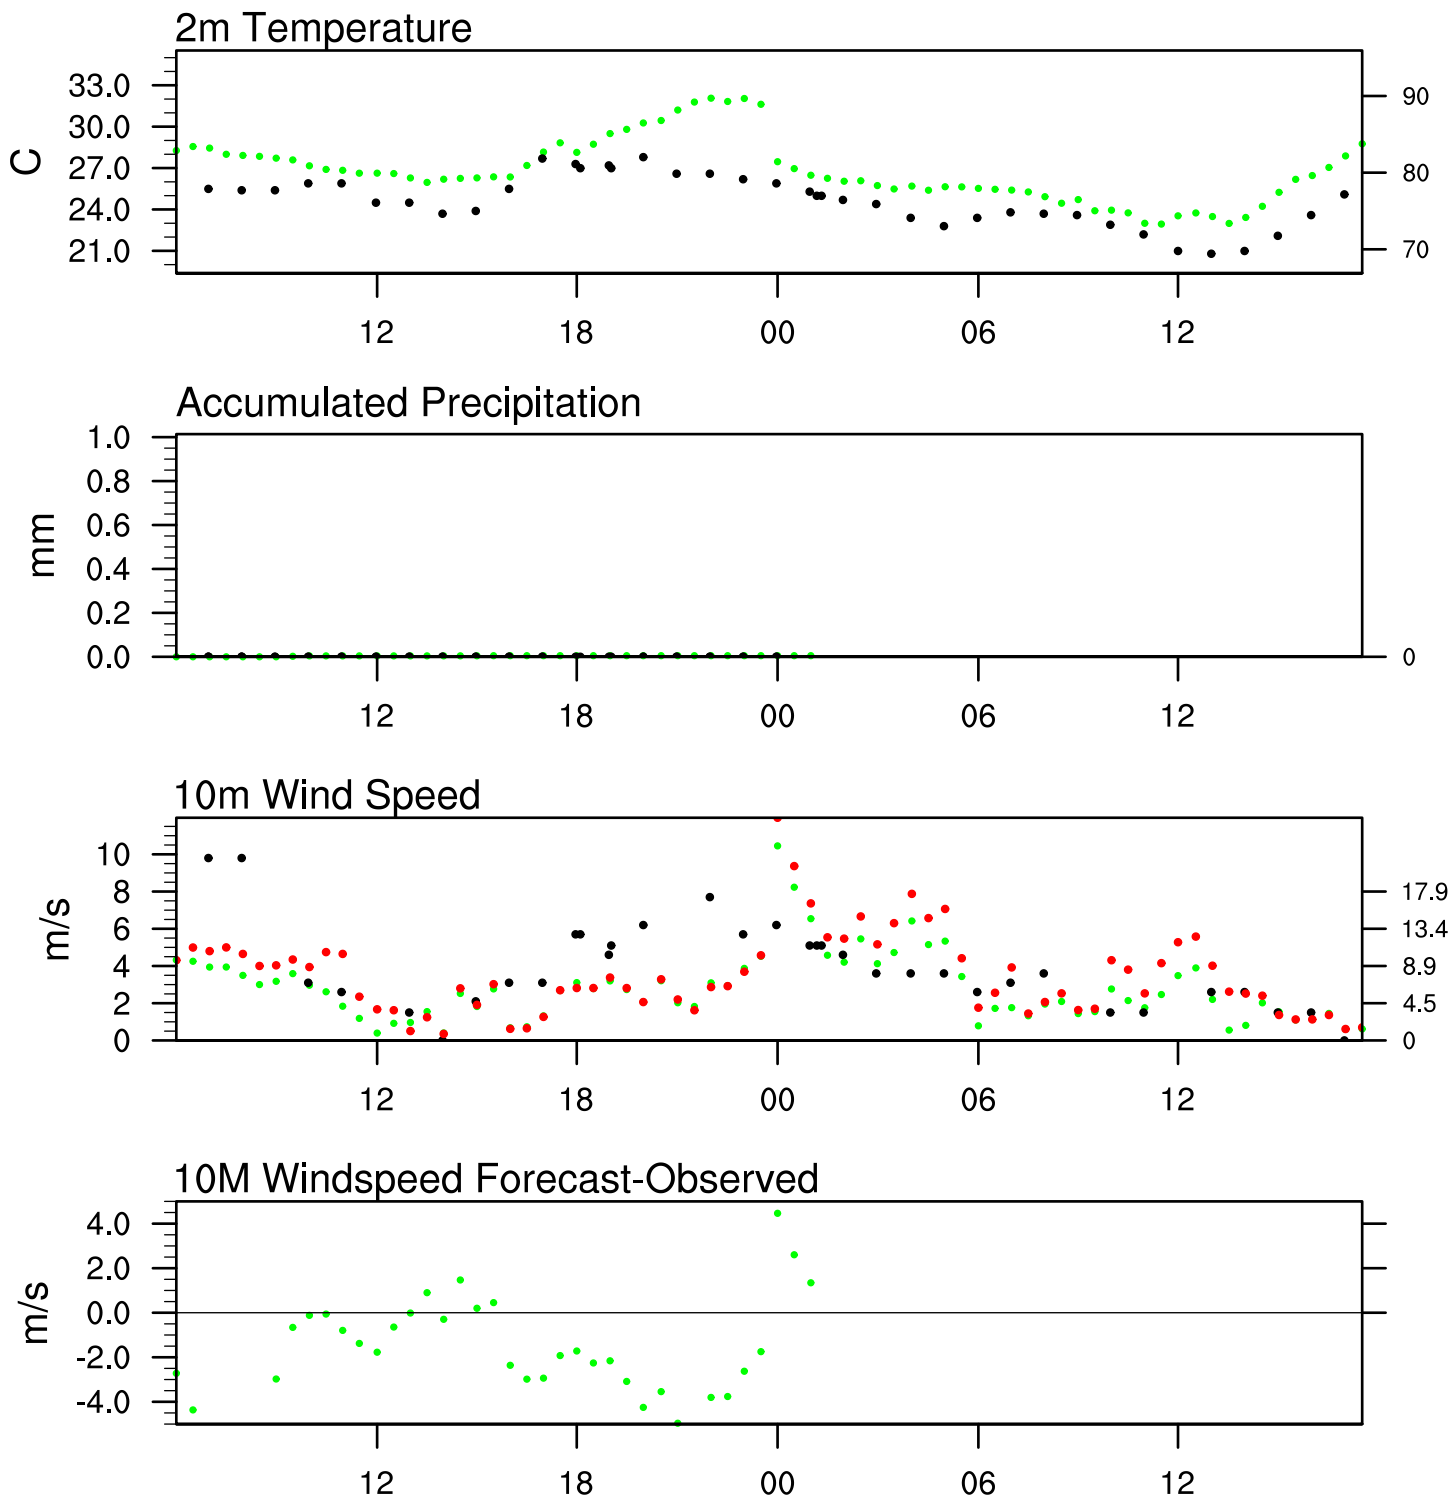 2m Temperature
33.0
30.0
27.0
24.0
21.0
C
90
80
70
12 18 00 06 12
Accumulated Precipitation
1.0
0.8
0.6
0.4
0.2
0.0
mm
0
12 18 00 06 12
10m Wind Speed
10
8
6
4
2
0
m/s
17.9
13.4
8.9
4.5
0
12 18 00 06 12
10M Windspeed Forecast-Observed
4.0
2.0
0.0
-2.0
-4.0
m/s
12 18 00 06 12